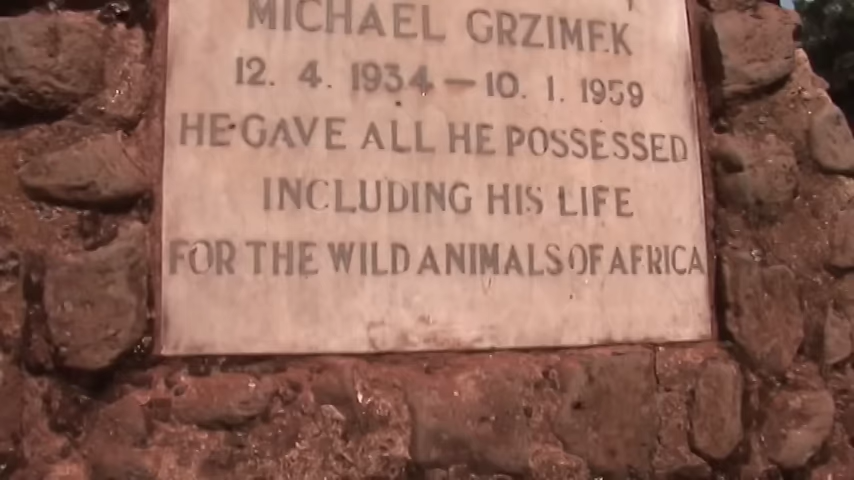 MICHAEL GRZIMEK
12. 4. 1934 — 10. 1. 1959
HE GAVE ALL HE POSSESSED
INCLUDING HIS LIFE
FOR THE WILD ANIMALS OF AFRICA